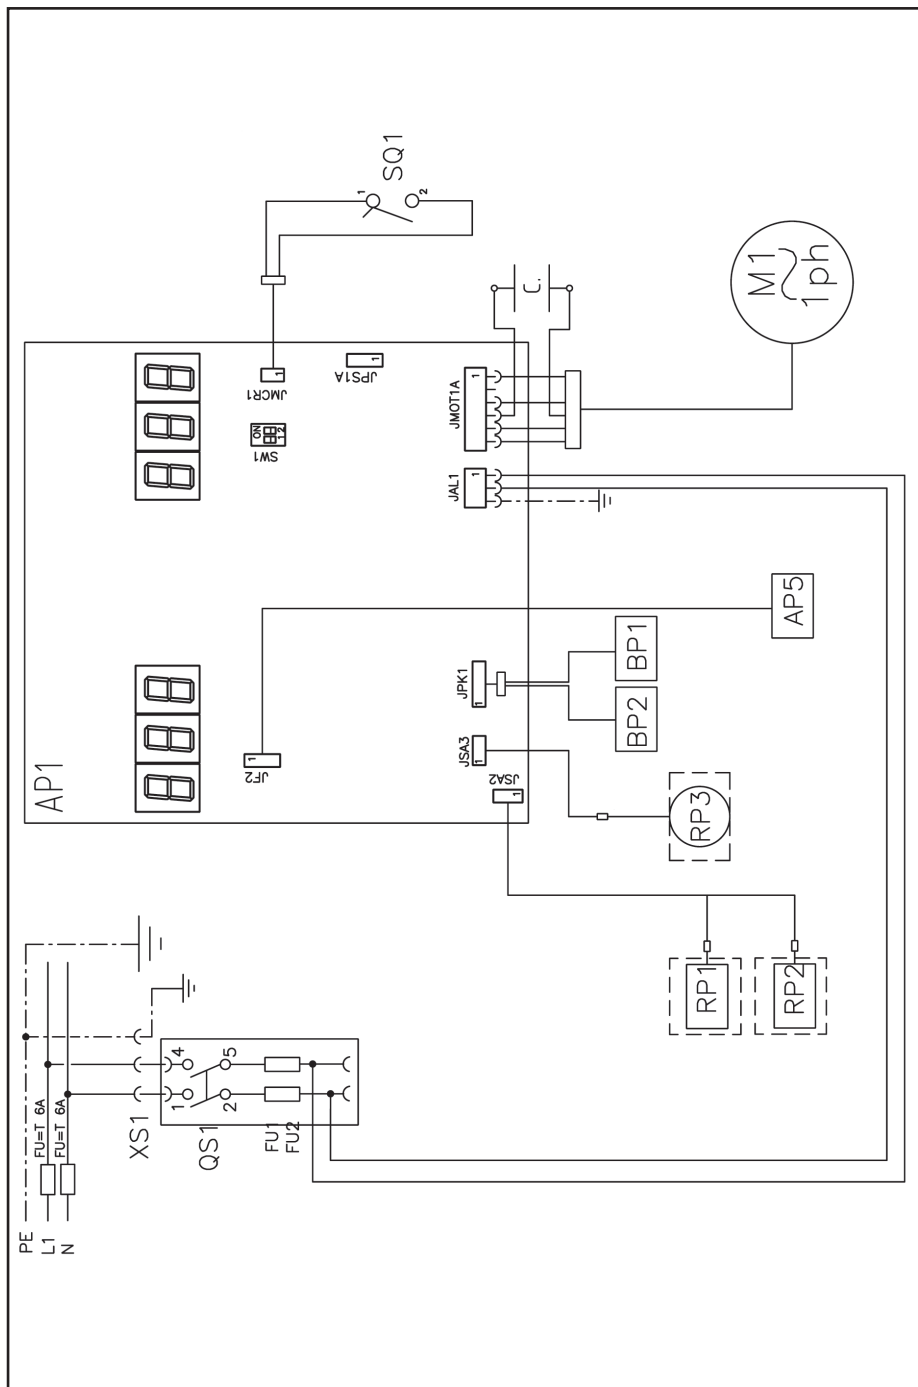 PE
L1
N
FU=T 6A
FU=T 6A
XS1
QS1
1
2
4
5
FU1
FU2
AP1
JF2
1
SW1
ON
1 2
JMCR1
1
JPS1A
1
JSA2
1
JSA3
1
JPK1
1
JAL1
1
JMOT1A
1
SQ1
1
2
C.
M1
1ph
RP1
RP2
RP3
BP2
BP1
AP5